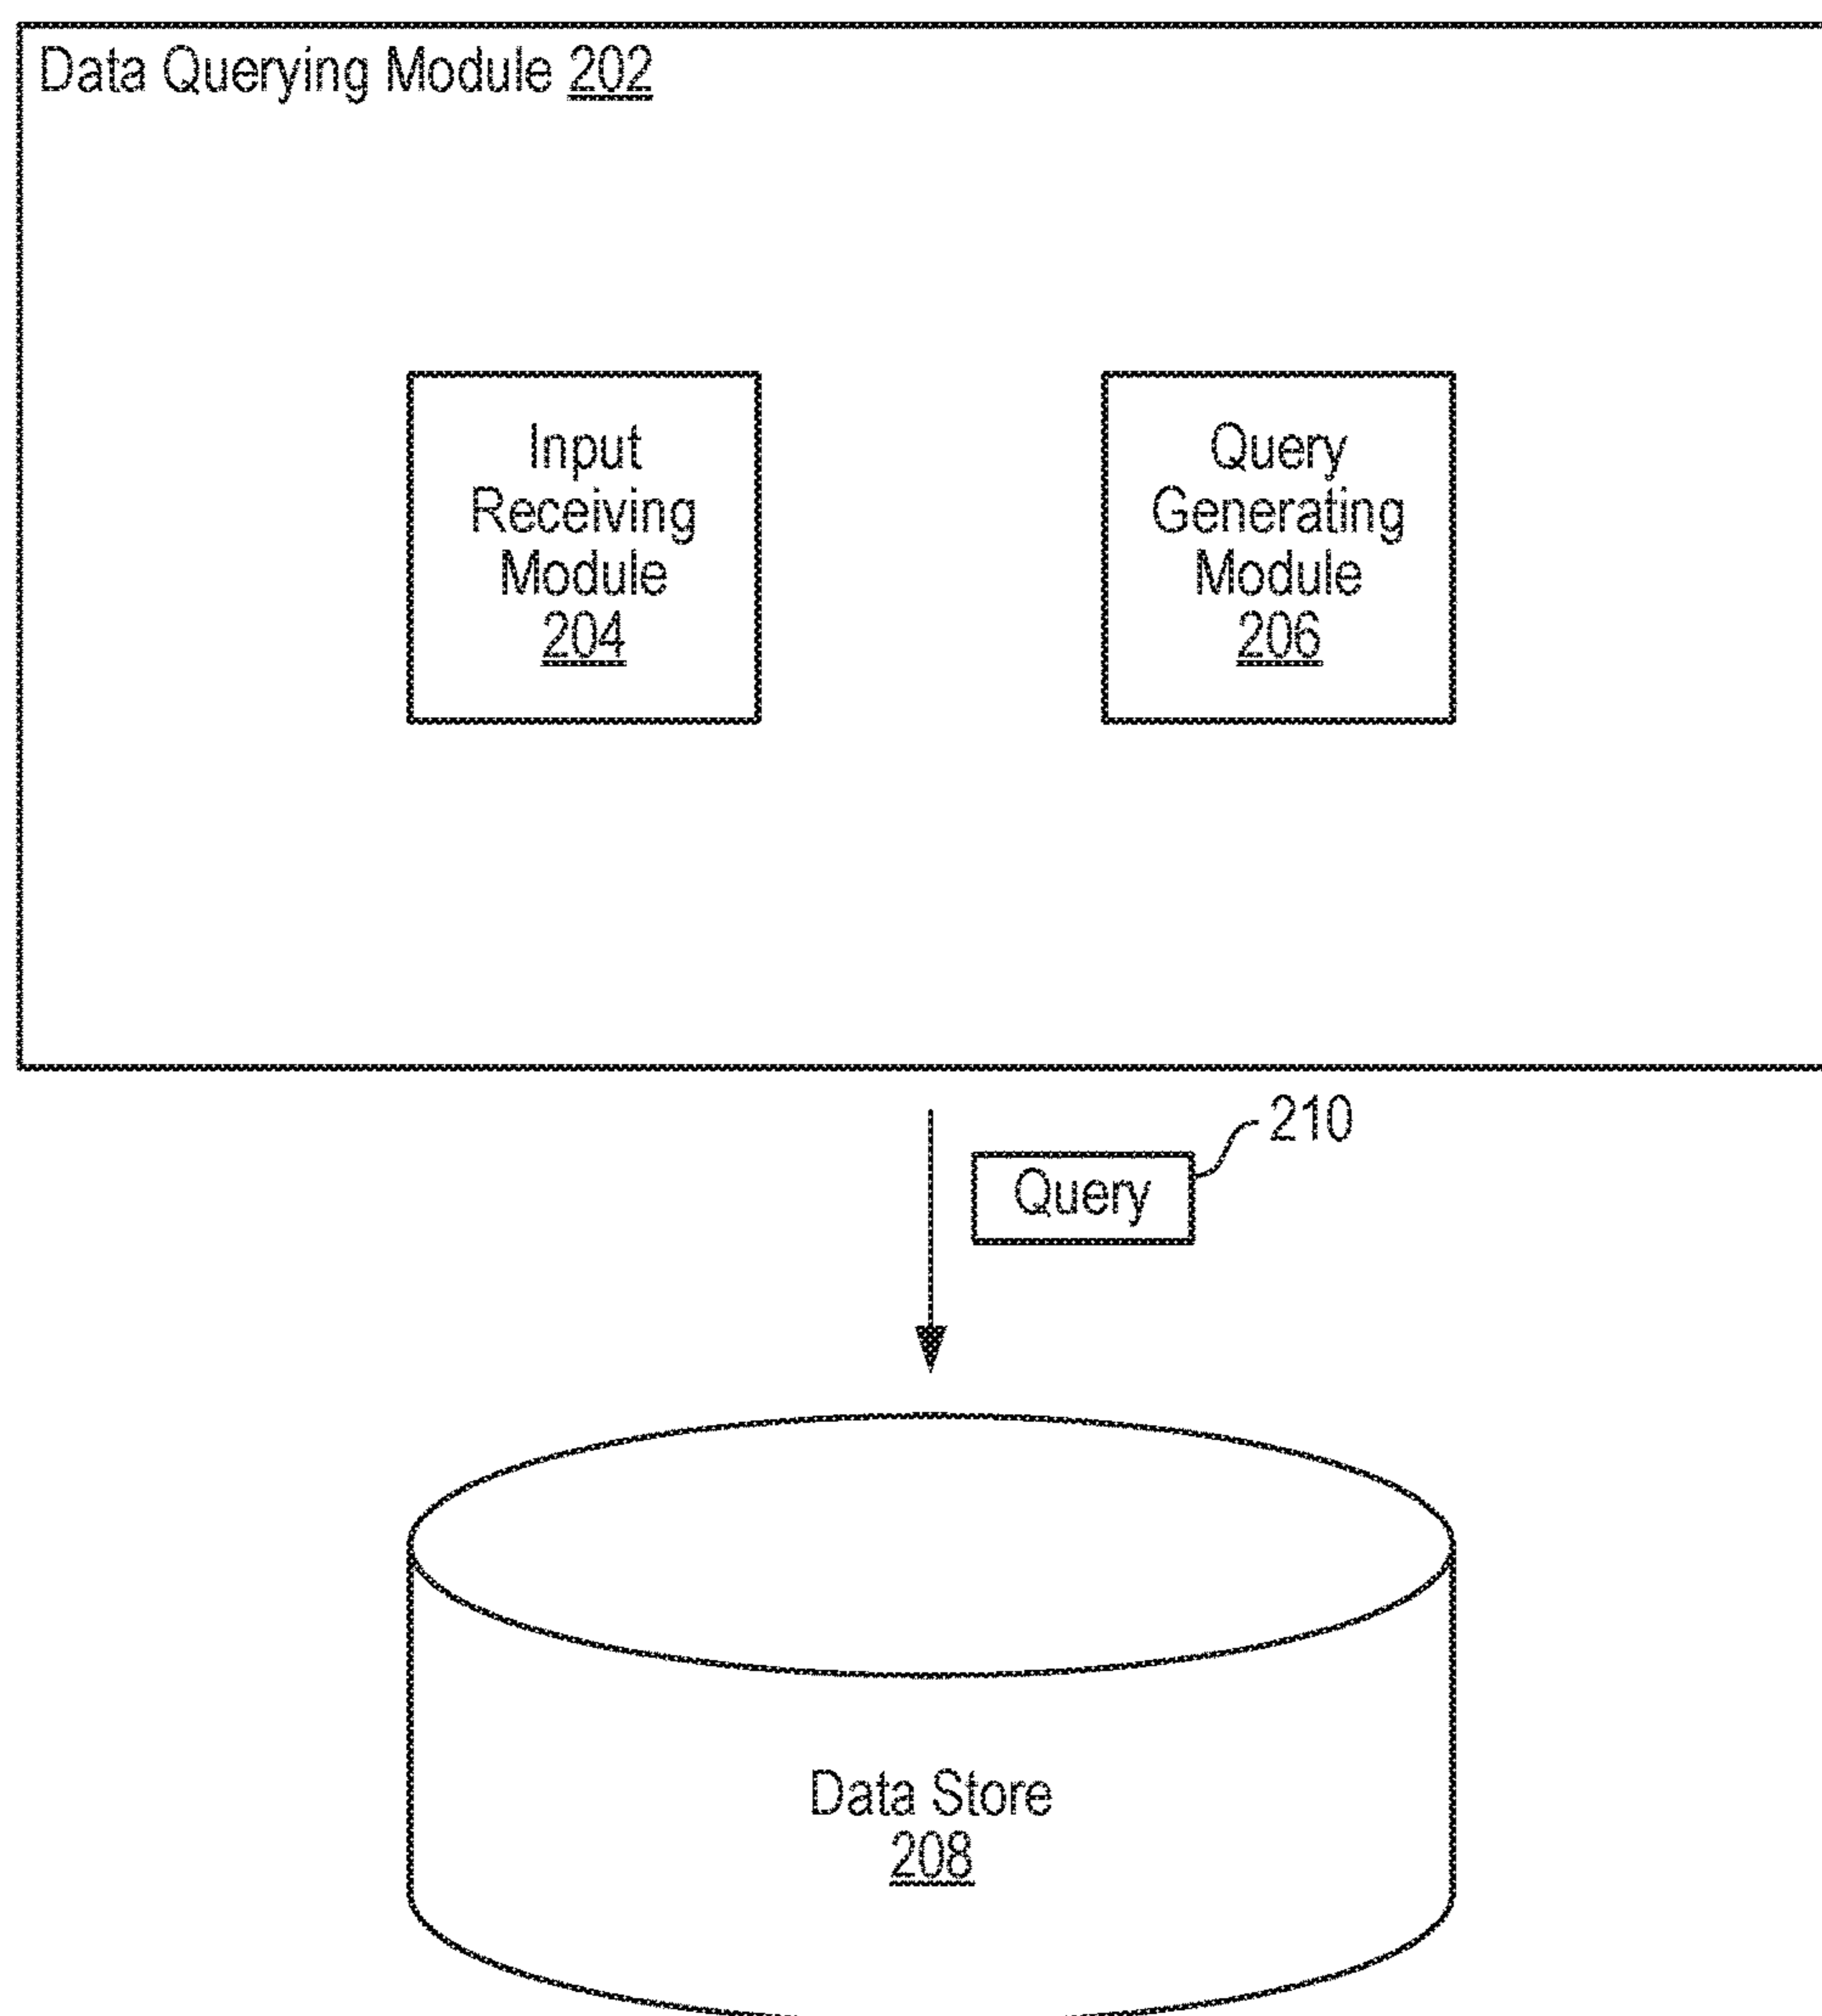 Data Querying Module 202
Input
Receiving
Module
204
Query
Generating
Module
206
210
Query
Data Store
208